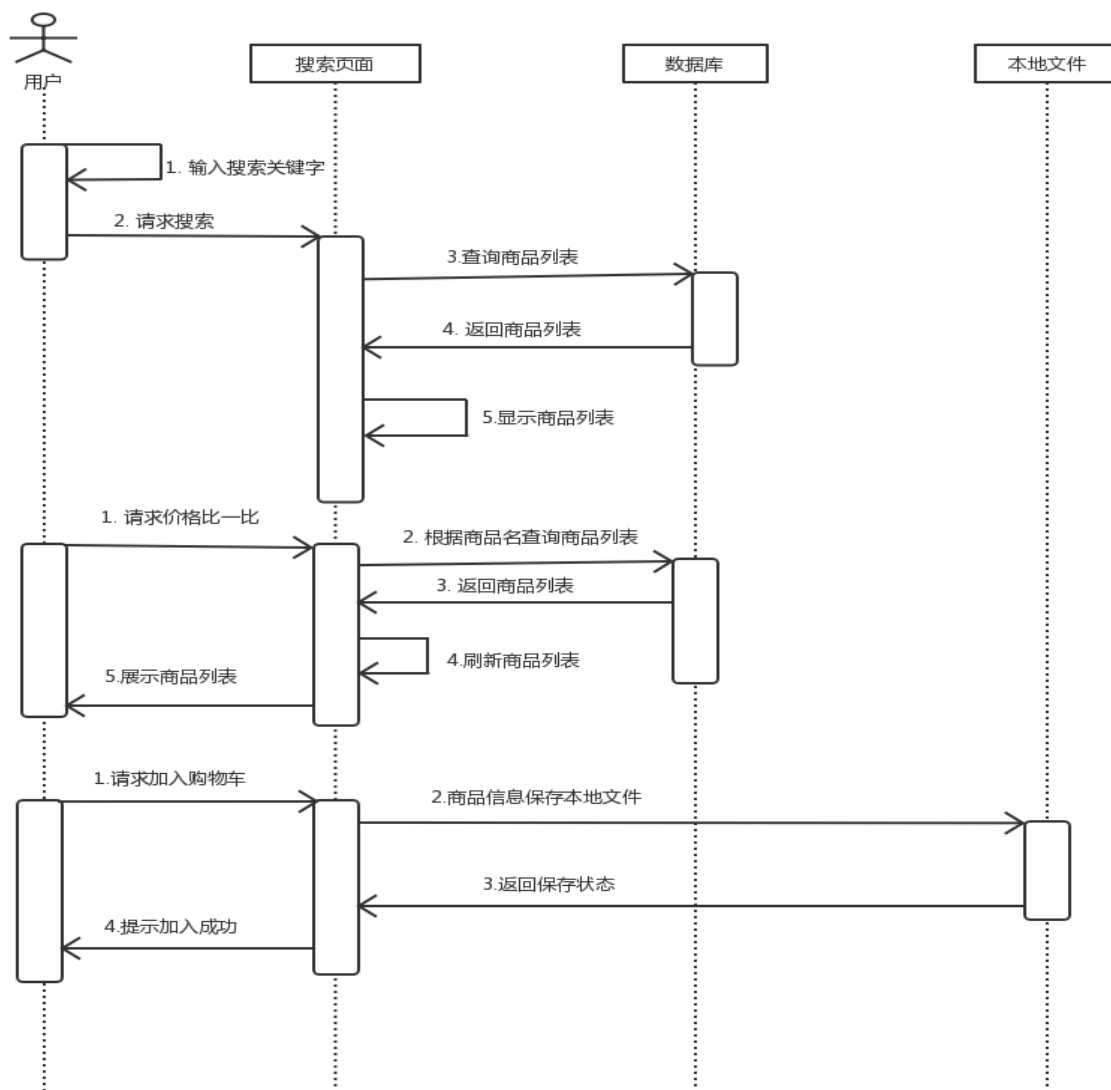 用户
搜索页面
数据库
本地文件
1. 输入搜索关键字
2. 请求搜索
3.查询商品列表
4. 返回商品列表
5.显示商品列表
1. 请求价格比一比
2. 根据商品名查询商品列表
3. 返回商品列表
4.刷新商品列表
5.展示商品列表
1.请求加入购物车
2.商品信息保存本地文件
3.返回保存状态
4.提示加入成功